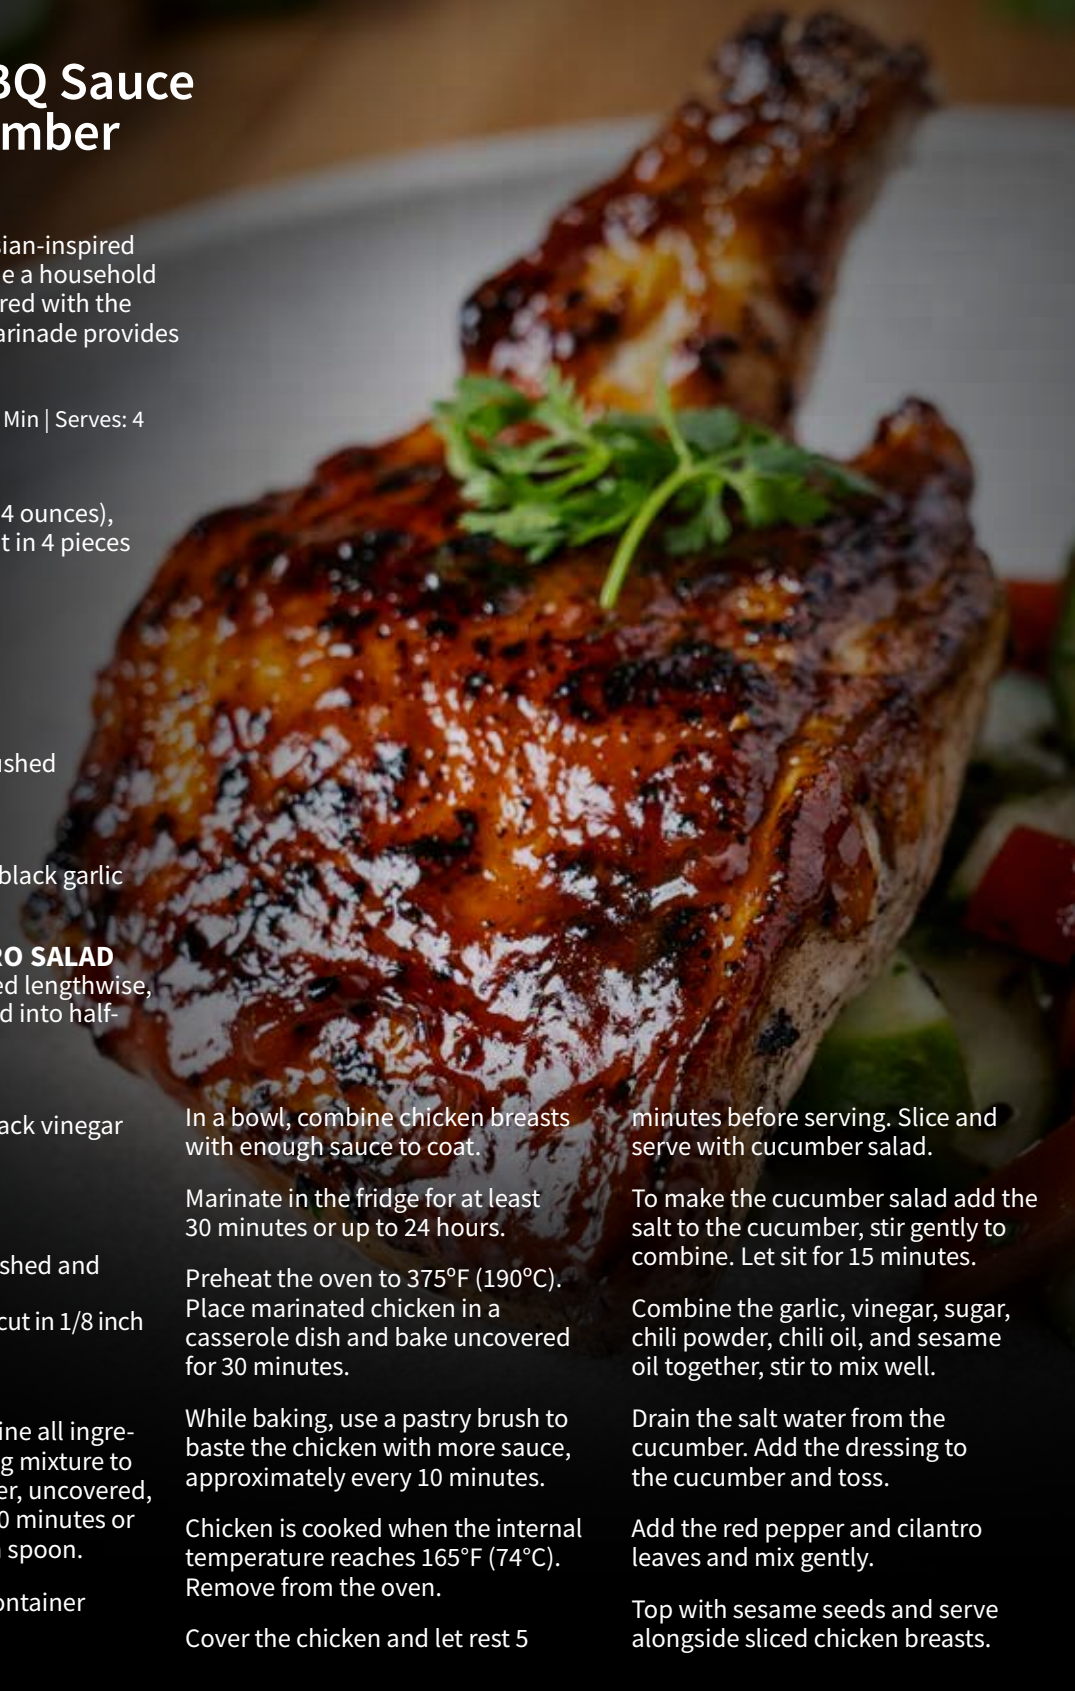 BQ Sauce
mber
sian-inspired
e a household
red with the
arinade provides
Min | Serves: 4
4 ounces),
t in 4 pieces
ushed
black garlic
RO SALAD
ed lengthwise,
d into half-
ack vinegar
shed and
cut in 1/8 inch
ine all ingre-
g mixture to
er, uncovered,
0 minutes or
spoon.
ontainer
In a bowl, combine chicken breasts
with enough sauce to coat.
Marinate in the fridge for at least
30 minutes or up to 24 hours.
Preheat the oven to 375ºF (190ºC).
Place marinated chicken in a
casserole dish and bake uncovered
for 30 minutes.
While baking, use a pastry brush to
baste the chicken with more sauce,
approximately every 10 minutes.
Chicken is cooked when the internal
temperature reaches 165°F (74°C).
Remove from the oven.
Cover the chicken and let rest 5
minutes before serving. Slice and
serve with cucumber salad.
To make the cucumber salad add the
salt to the cucumber, stir gently to
combine. Let sit for 15 minutes.
Combine the garlic, vinegar, sugar,
chili powder, chili oil, and sesame
oil together, stir to mix well.
Drain the salt water from the
cucumber. Add the dressing to
the cucumber and toss.
Add the red pepper and cilantro
leaves and mix gently.
Top with sesame seeds and serve
alongside sliced chicken breasts.